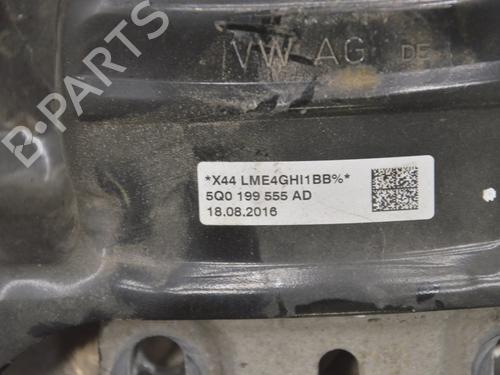 VW AG DE
B-PARTS
*X44 LME4GHI1BB%*
5Q0 199 555 AD
18.08.2016